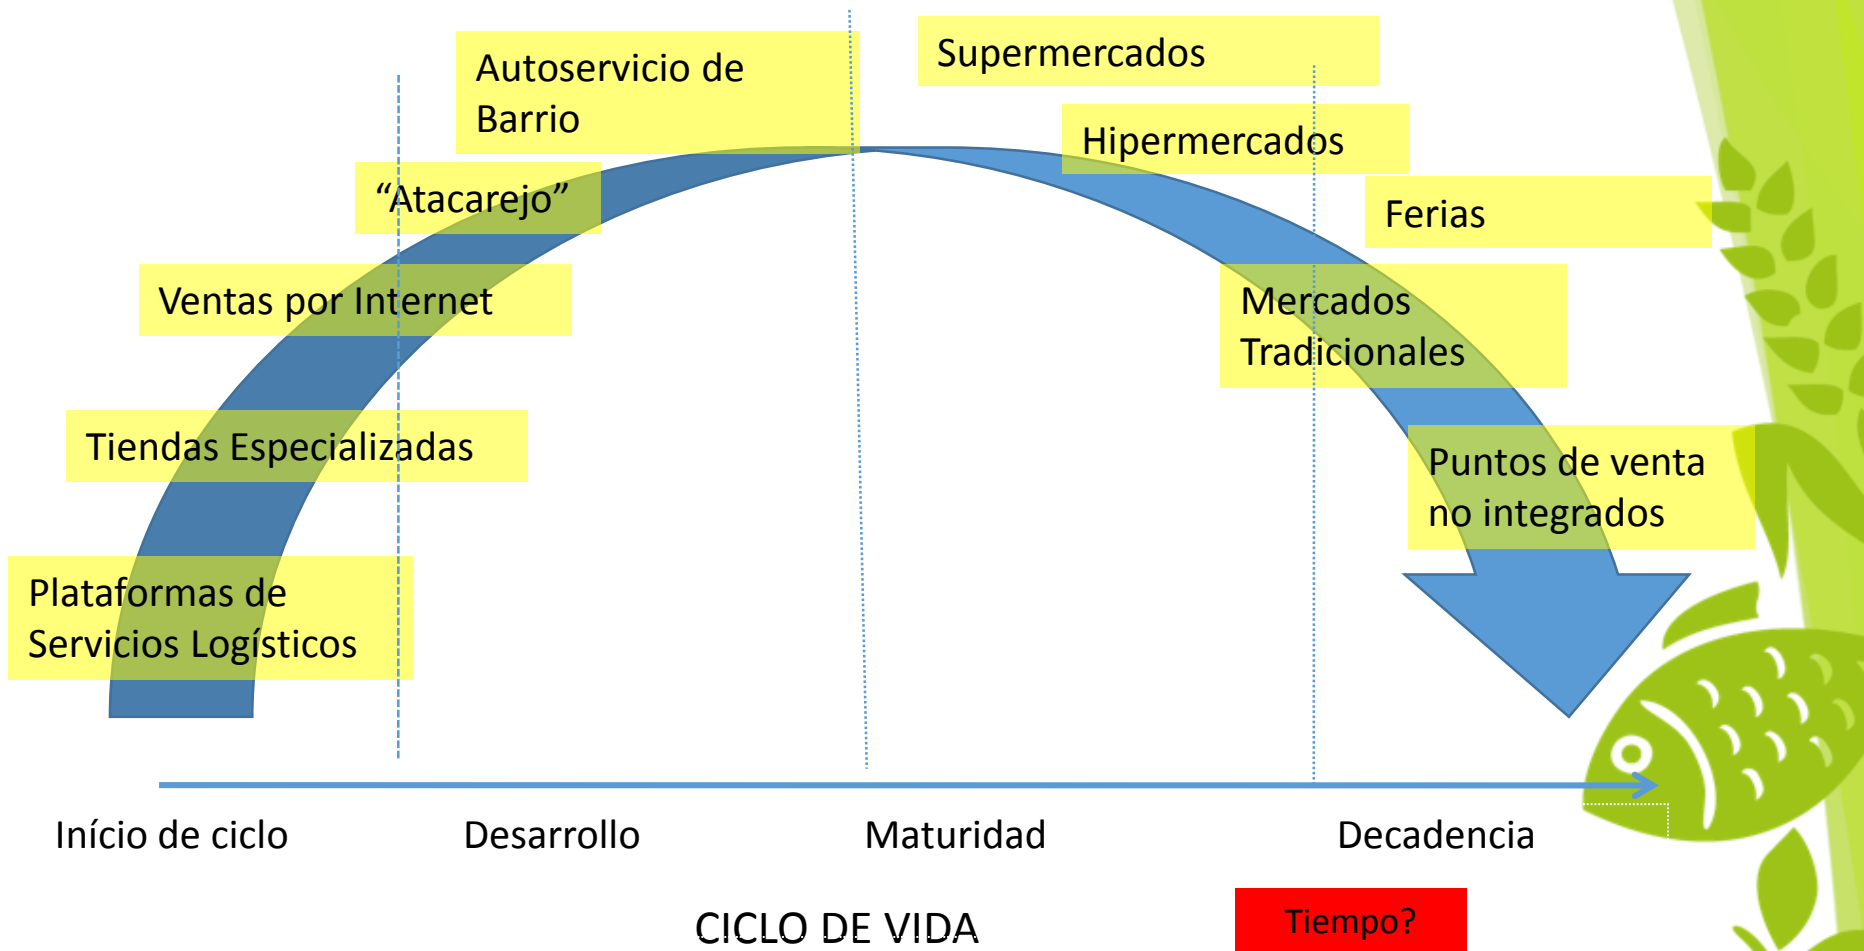 Autoservicio de
Barrio
Supermercados
Hipermercados
“Atacarejo”
Ferias
Ventas por Internet
Mercados
Tradicionales
Tiendas Especializadas
Puntos de venta
no integrados
Plataformas de
Servicios Logísticos
Início de ciclo
Desarrollo
Maturidad
Decadencia
CICLO DE VIDA
Tiempo?